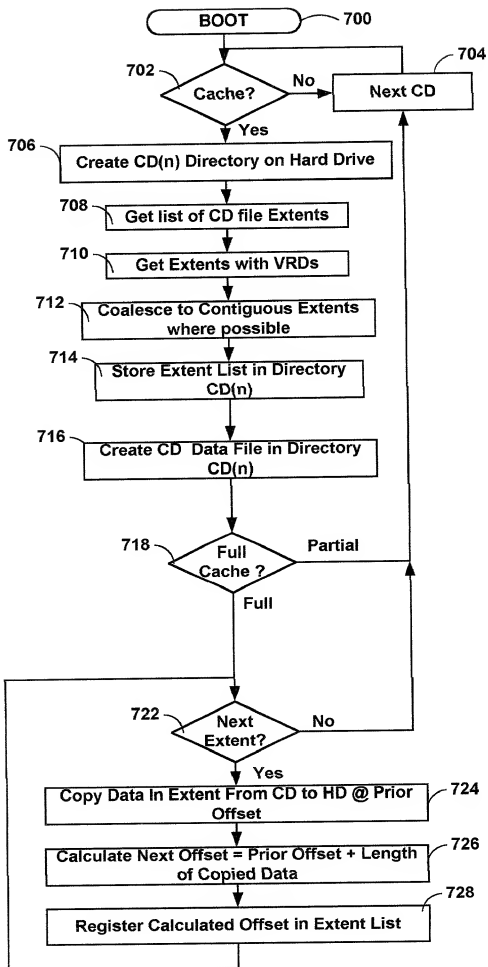 BOOT
700
702
Cache?
No
704
Next CD
Yes
706
Create CD(n) Directory on Hard Drive
708
Get list of CD file Extents
710
Get Extents with VRDs
712
Coalesce to Contiguous Extents
where possible
714
Store Extent List in Directory
CD(n)
716
Create CD Data File in Directory
CD(n)
718
Full
Cache ?
Partial
Full
722
Next
Extent?
No
Yes
Copy Data In Extent From CD to HD @ Prior
Offset
724
Calculate Next Offset = Prior Offset + Length
of Copied Data
726
728
Register Calculated Offset in Extent List